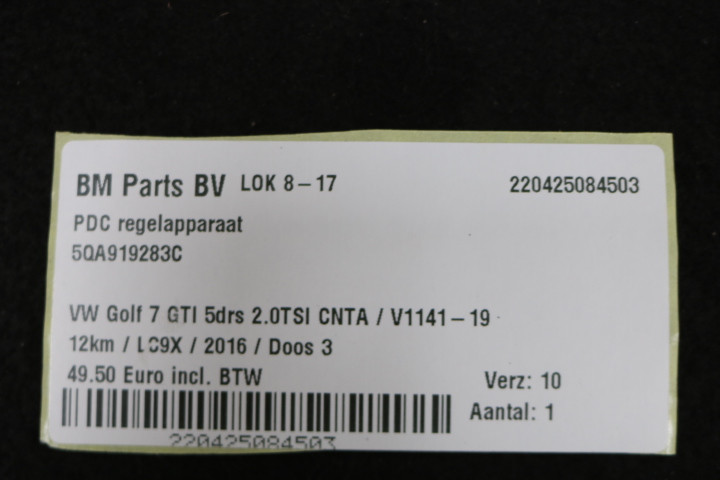 BM Parts BV LOK 8-17 220425084503
PDC regelapparaat
5QA919283C
VW Golf 7 GTI 5drs 2.0TSI CNTA / V1141-19
12km / LC9X / 2016 / Doos 3
49.50 Euro incl. BTW Verz: 10
Aantal: 1
220425084503